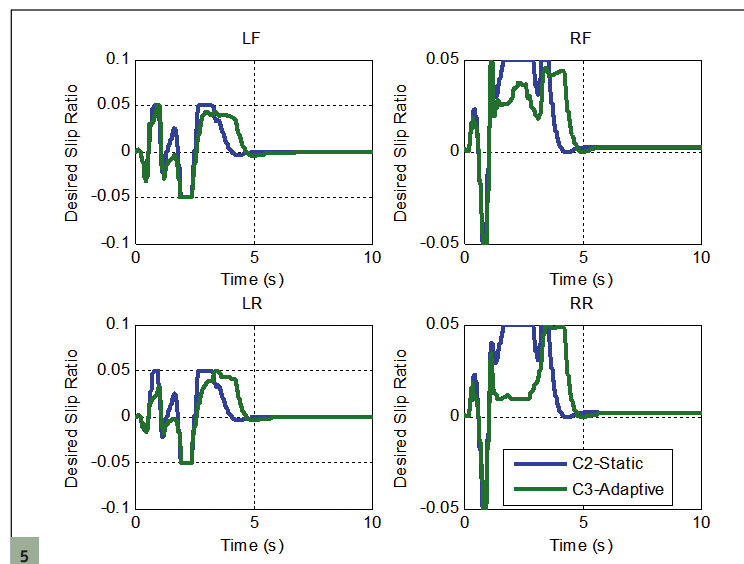 LF
0.1
0.05
0
-0.05
-0.1
Desired Slip Ratio
0 5 10
Time (s)
RF
0.05
0
-0.05
Desired Slip Ratio
0 5 10
Time (s)
LR
0.1
0.05
0
-0.05
-0.1
Desired Slip Ratio
0 5 10
Time (s)
RR
0.05
0
-0.05
Desired Slip Ratio
0 5 10
Time (s)
C2-Static
C3-Adaptive
5